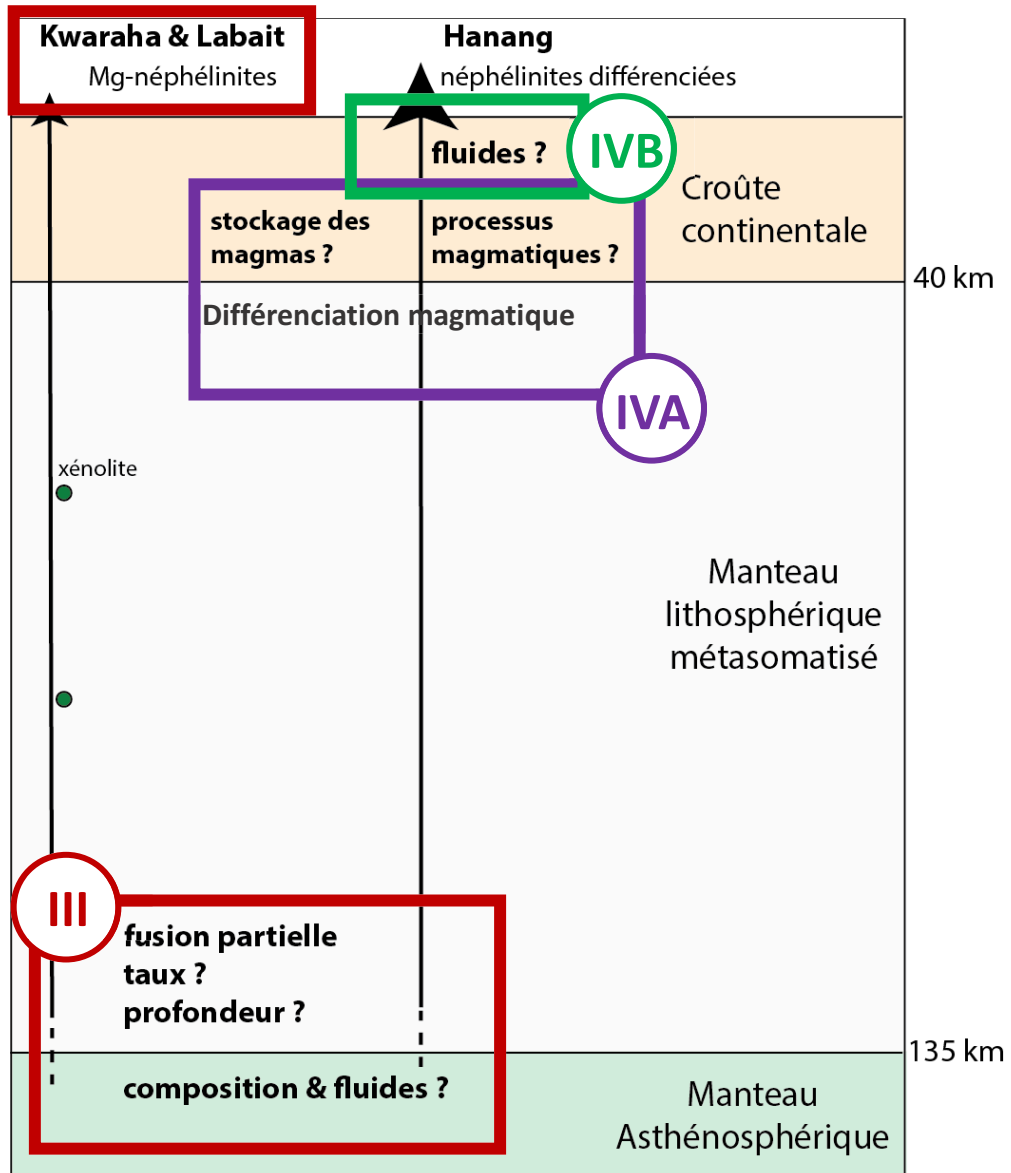 Kwaraha & Labait
Mg-néphélinites
Hanang
néphélinites différenciées
fluides ?
IVB
Croûte
continentale
stockage des
magmas ?
processus
magmatiques ?
40 km
Différenciation magmatique
IVA
xénolite
Manteau
lithosphérique
métasomatisé
III
fusion partielle
taux ?
profondeur ?
135 km
composition & fluides ?
Manteau
Asthénosphérique